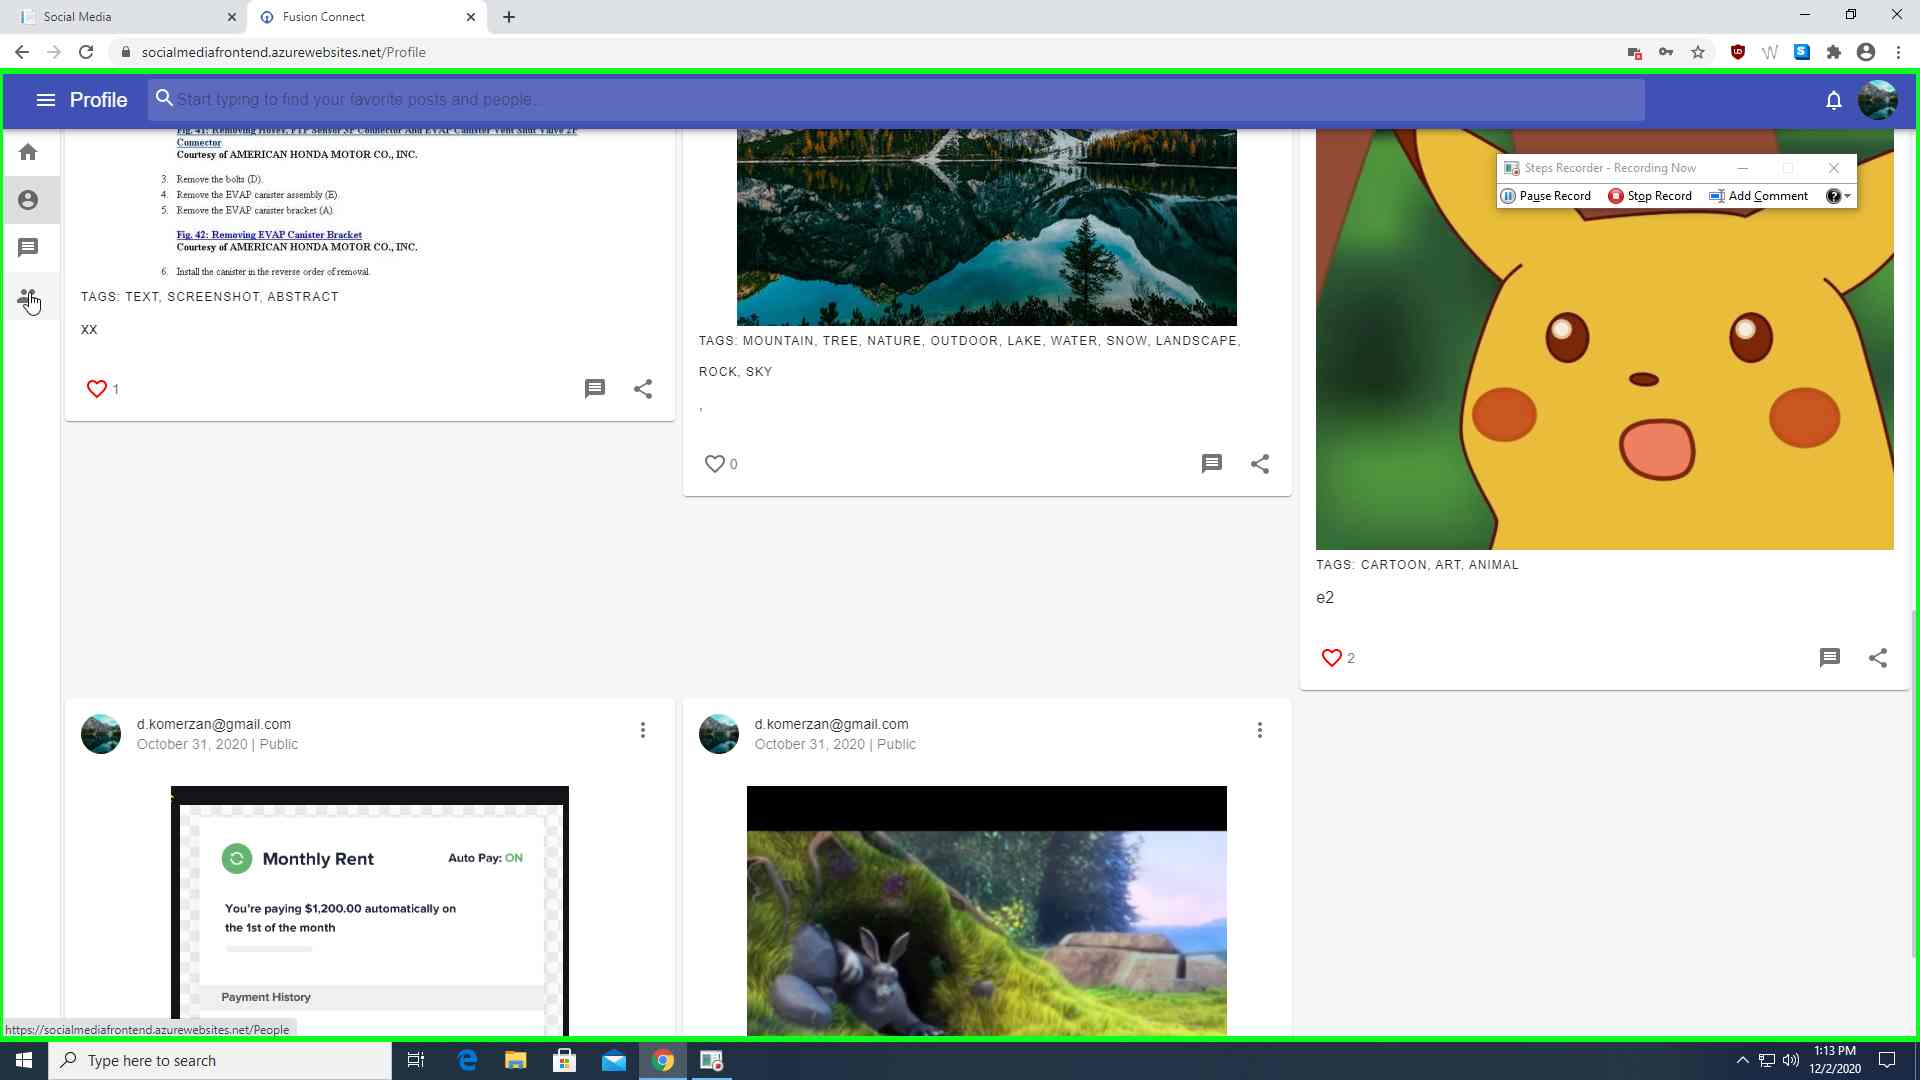 Social Media
Fusion Connect
socialmediafrontend.azurewebsites.net/Profile
Profile
Start typing to find your favorite posts and people...
Steps Recorder - Recording Now
Pause Record
Stop Record
Add Comment
Fig. 41: Removing Hoses, FTP Sensor 3P Connector And EVAP Canister Vent Shut Valve 2P
Connector
Courtesy of AMERICAN HONDA MOTOR CO., INC.
3. Remove the bolts (D).
4. Remove the EVAP canister assembly (E).
5. Remove the EVAP canister bracket (A).
Fig. 42: Removing EVAP Canister Bracket
Courtesy of AMERICAN HONDA MOTOR CO., INC.
6. Install the canister in the reverse order of removal.
TAGS: TEXT, SCREENSHOT, ABSTRACT
xx
1
TAGS: MOUNTAIN, TREE, NATURE, OUTDOOR, LAKE, WATER, SNOW, LANDSCAPE,
ROCK, SKY
,
0
TAGS: CARTOON, ART, ANIMAL
e2
2
d.komerzan@gmail.com
October 31, 2020 | Public
Monthly Rent
Auto Pay: ON
You're paying $1,200.00 automatically on
the 1st of the month
Payment History
d.komerzan@gmail.com
October 31, 2020 | Public
https://socialmediafrontend.azurewebsites.net/People
Type here to search
1:13 PM
12/2/2020